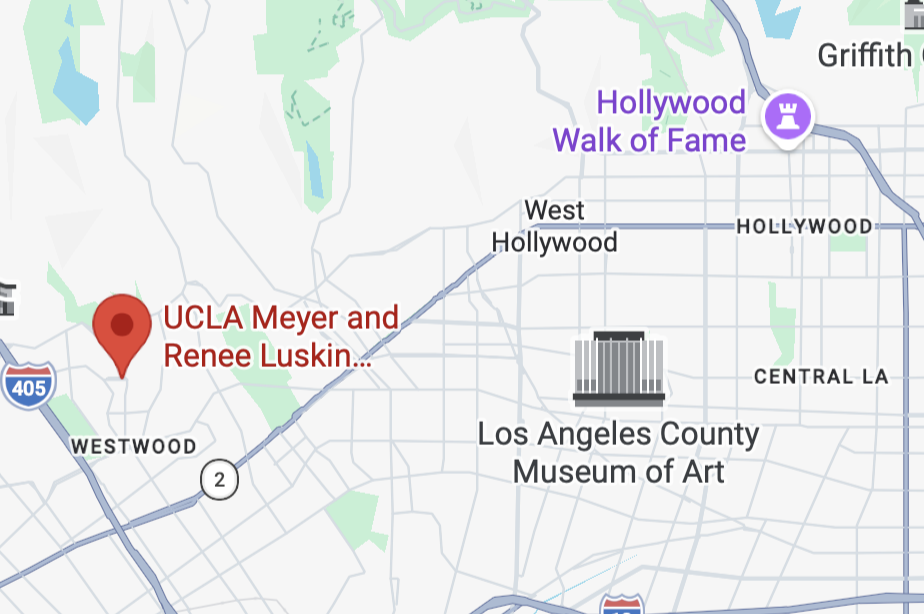 Griffith
Hollywood
Walk of Fame
West
Hollywood
HOLLYWOOD
UCLA Meyer and
Renee Luskin...
405
CENTRAL LA
Los Angeles County
Museum of Art
WESTWOOD
2